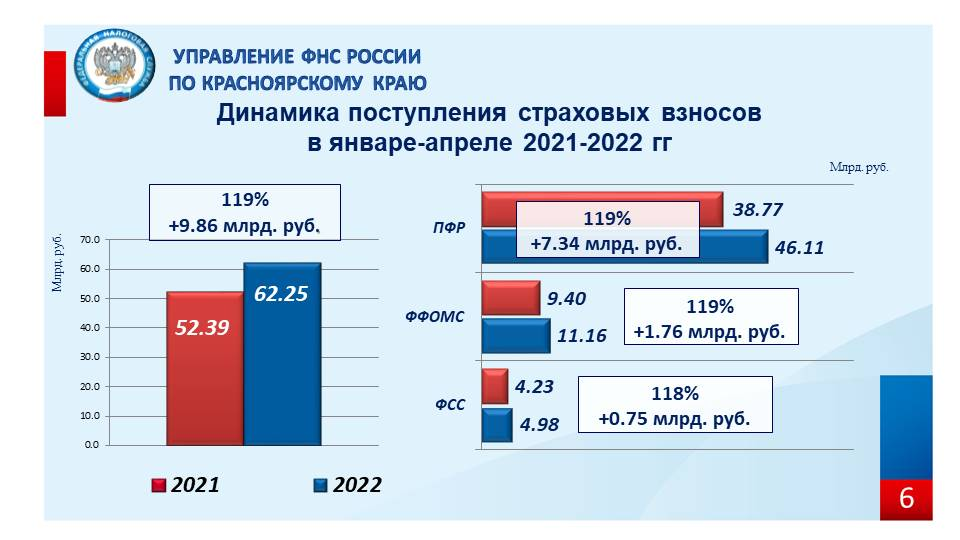 ФЕДЕРАЛЬНАЯ НАЛОГОВАЯ СЛУЖБА
УПРАВЛЕНИЕ ФНС РОССИИ
ПО КРАСНОЯРСКОМУ КРАЮ
Динамика поступления страховых взносов
в январе-апреле 2021-2022 гг
Млрд. руб.
119%
+9.86 млрд. руб.
Млрд. руб.
70.0
60.0
50.0
40.0
30.0
20.0
10.0
0.0
52.39
62.25
ПФР
38.77
46.11
119%
+7.34 млрд. руб.
ФФОМС
9.40
11.16
119%
+1.76 млрд. руб.
ФСС
4.23
4.98
118%
+0.75 млрд. руб.
2021
2022
6